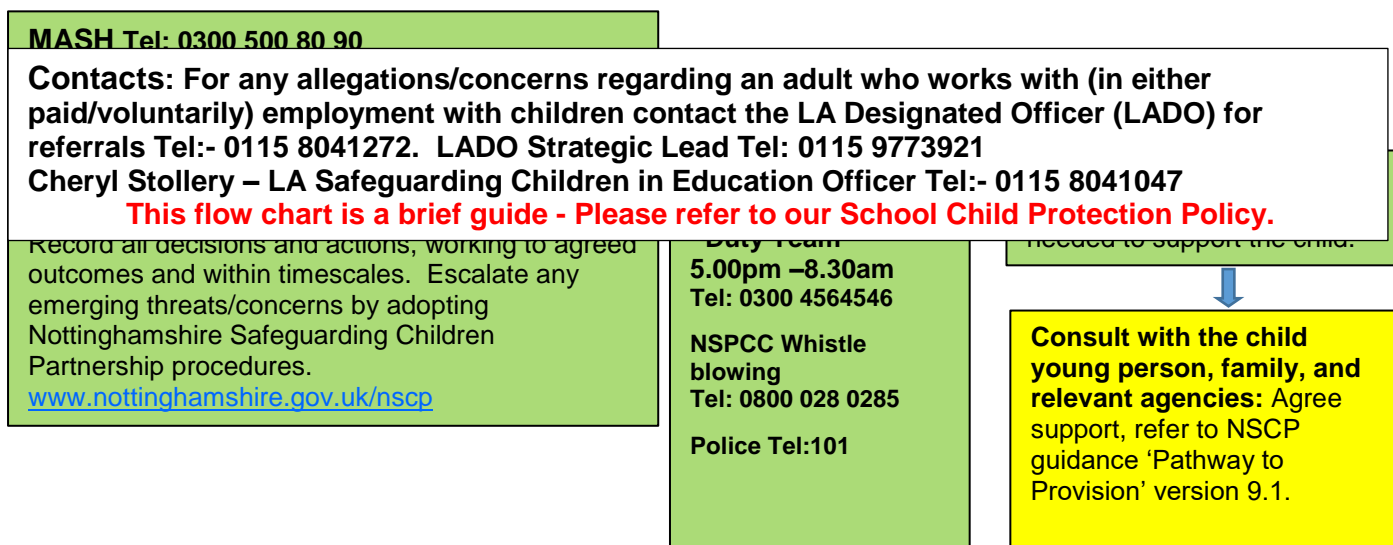 MASH Tel: 0300 500 80 90
Contacts: For any allegations/concerns regarding an adult who works with (in either
paid/voluntarily) employment with children contact the LA Designated Officer (LADO) for
referrals Tel:- 0115 8041272. LADO Strategic Lead Tel: 0115 9773921
Cheryl Stollery – LA Safeguarding Children in Education Officer Tel:- 0115 8041047
This flow chart is a brief guide - Please refer to our School Child Protection Policy.
Record all decisions and actions, working to agreed
outcomes and within timescales. Escalate any
emerging threats/concerns by adopting
Nottinghamshire Safeguarding Children
Partnership procedures.
www.nottinghamshire.gov.uk/nscp
Duty Team
5.00pm –8.30am
Tel: 0300 4564546
NSPCC Whistle
blowing
Tel: 0800 028 0285
Police Tel:101
needed to support the child.
Consult with the child
young person, family, and
relevant agencies: Agree
support, refer to NSCP
guidance ‘Pathway to
Provision’ version 9.1.